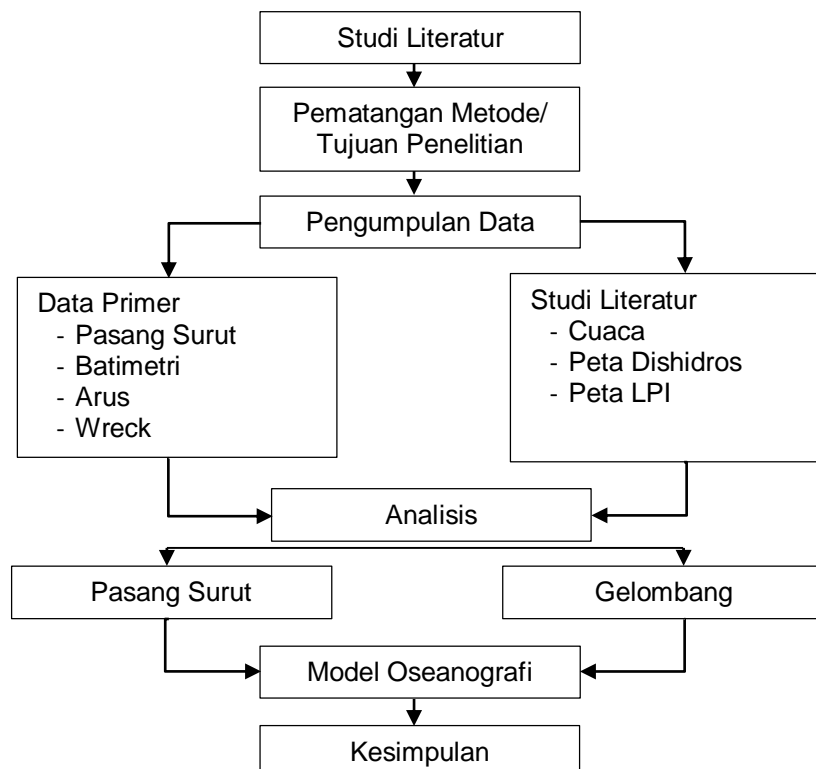 Studi Literatur
Pematangan Metode/
Tujuan Penelitian
Pengumpulan Data
Data Primer
- Pasang Surut
- Batimetri
- Arus
- Wreck
Studi Literatur
- Cuaca
- Peta Dishidros
- Peta LPI
Analisis
Pasang Surut
Gelombang
Model Oseanografi
Kesimpulan